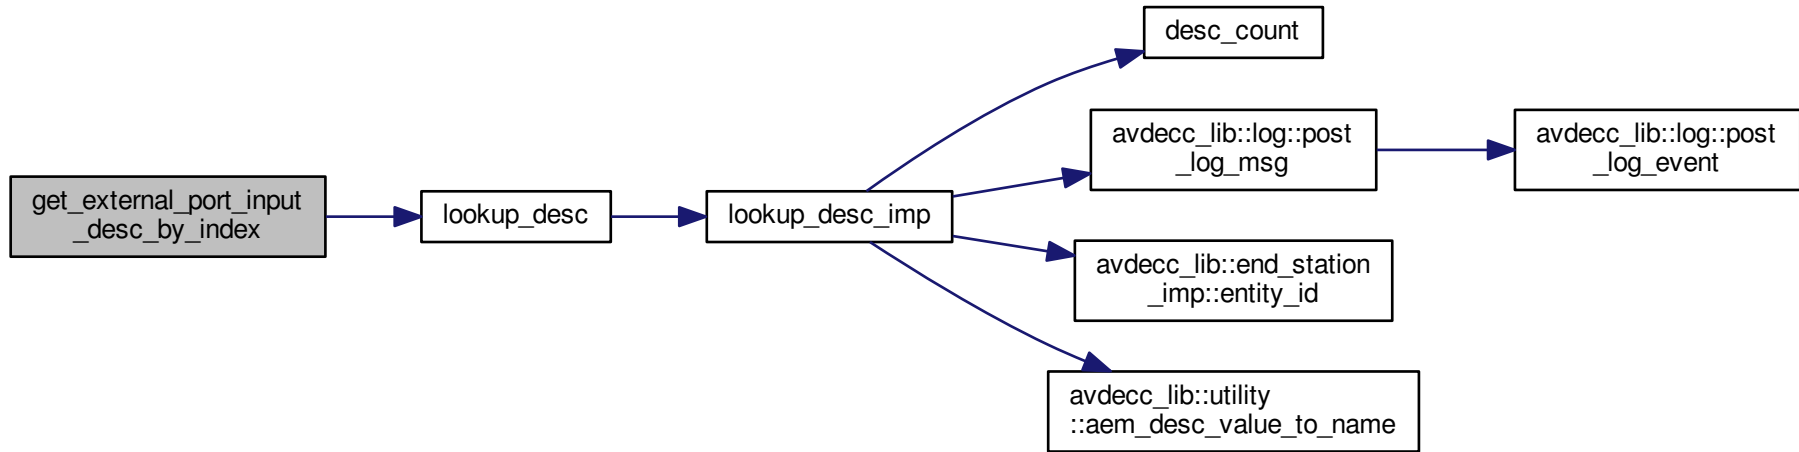 get_external_port_input
_desc_by_index
lookup_desc
lookup_desc_imp
desc_count
avdecc_lib::log::post
_log_msg
avdecc_lib::log::post
_log_event
avdecc_lib::end_station
_imp::entity_id
avdecc_lib::utility
::aem_desc_value_to_name